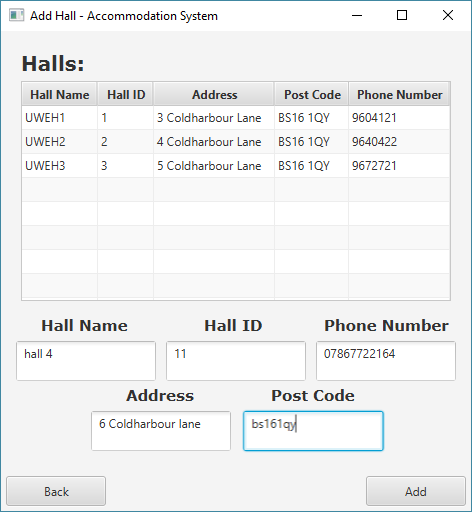 Add Hall - Accommodation System
Halls:
Hall Name Hall ID Address Post Code Phone Number
UWEH1 1 3 Coldharbour Lane BS16 1QY 9604121
UWEH2 2 4 Coldharbour Lane BS16 1QY 9640422
UWEH3 3 5 Coldharbour Lane BS16 1QY 9672721
Hall Name Hall ID Phone Number
hall 4 11 07867722164
Address Post Code
6 Coldharbour lane bs161qy
Back Add